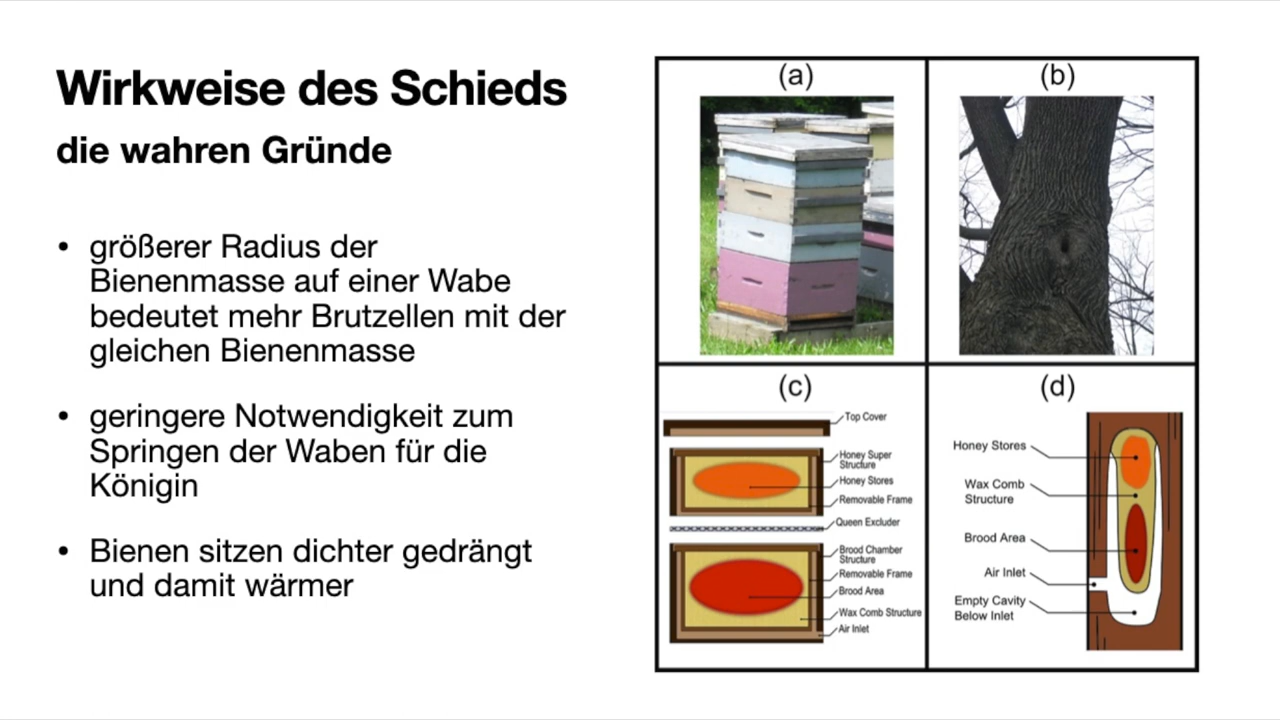 Wirkweise des Schieds
die wahren Gründe
• größerer Radius der
Bienenmasse auf einer Wabe
bedeutet mehr Brutzellen mit der
gleichen Bienenmasse
• geringere Notwendigkeit zum
Springen der Waben für die
Königin
• Bienen sitzen dichter gedrängt
und damit wärmer
(a)
(b)
(c)
Top Cover
Honey Super
Structure
Honey Stores
Removable Frame
Queen Excluder
Brood Chamber
Structure
Removable Frame
Brood Area
Wax Comb Structure
Air Inlet
(d)
Honey Stores
Wax Comb
Structure
Brood Area
Air Inlet
Empty Cavity
Below Inlet